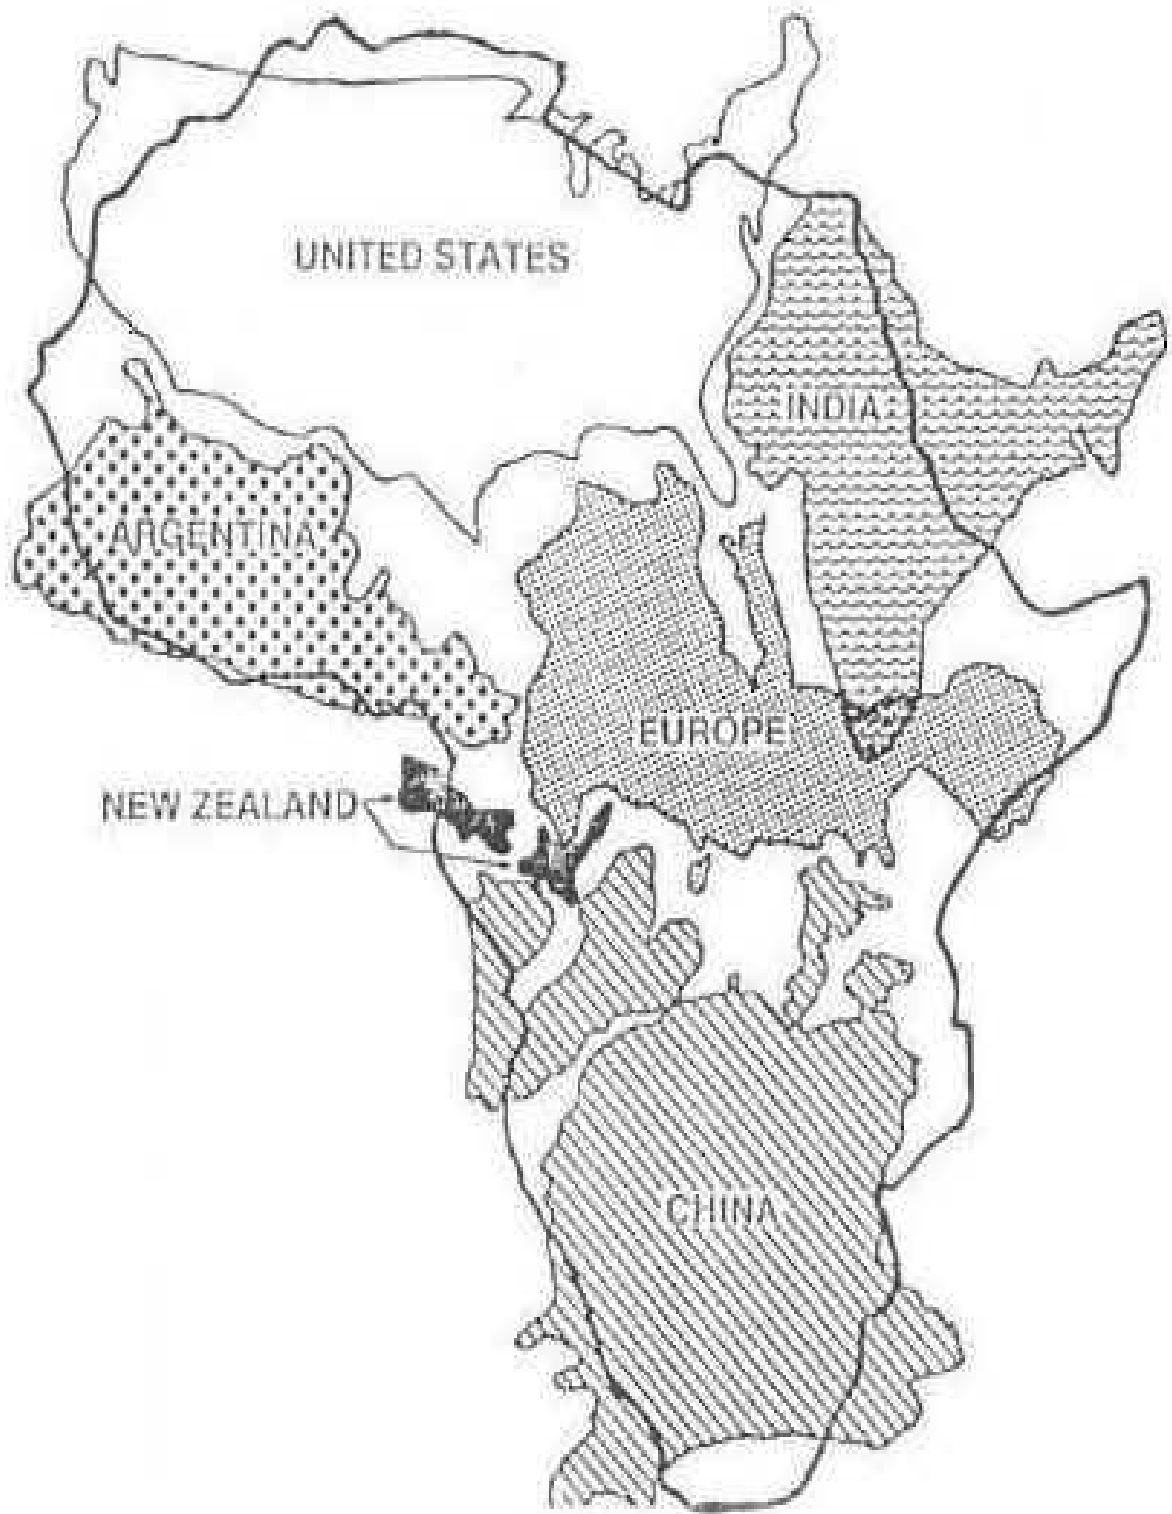 UNITED STATES
INDIA
ARGENTINA
EUROPE
NEW ZEALAND
CHINA